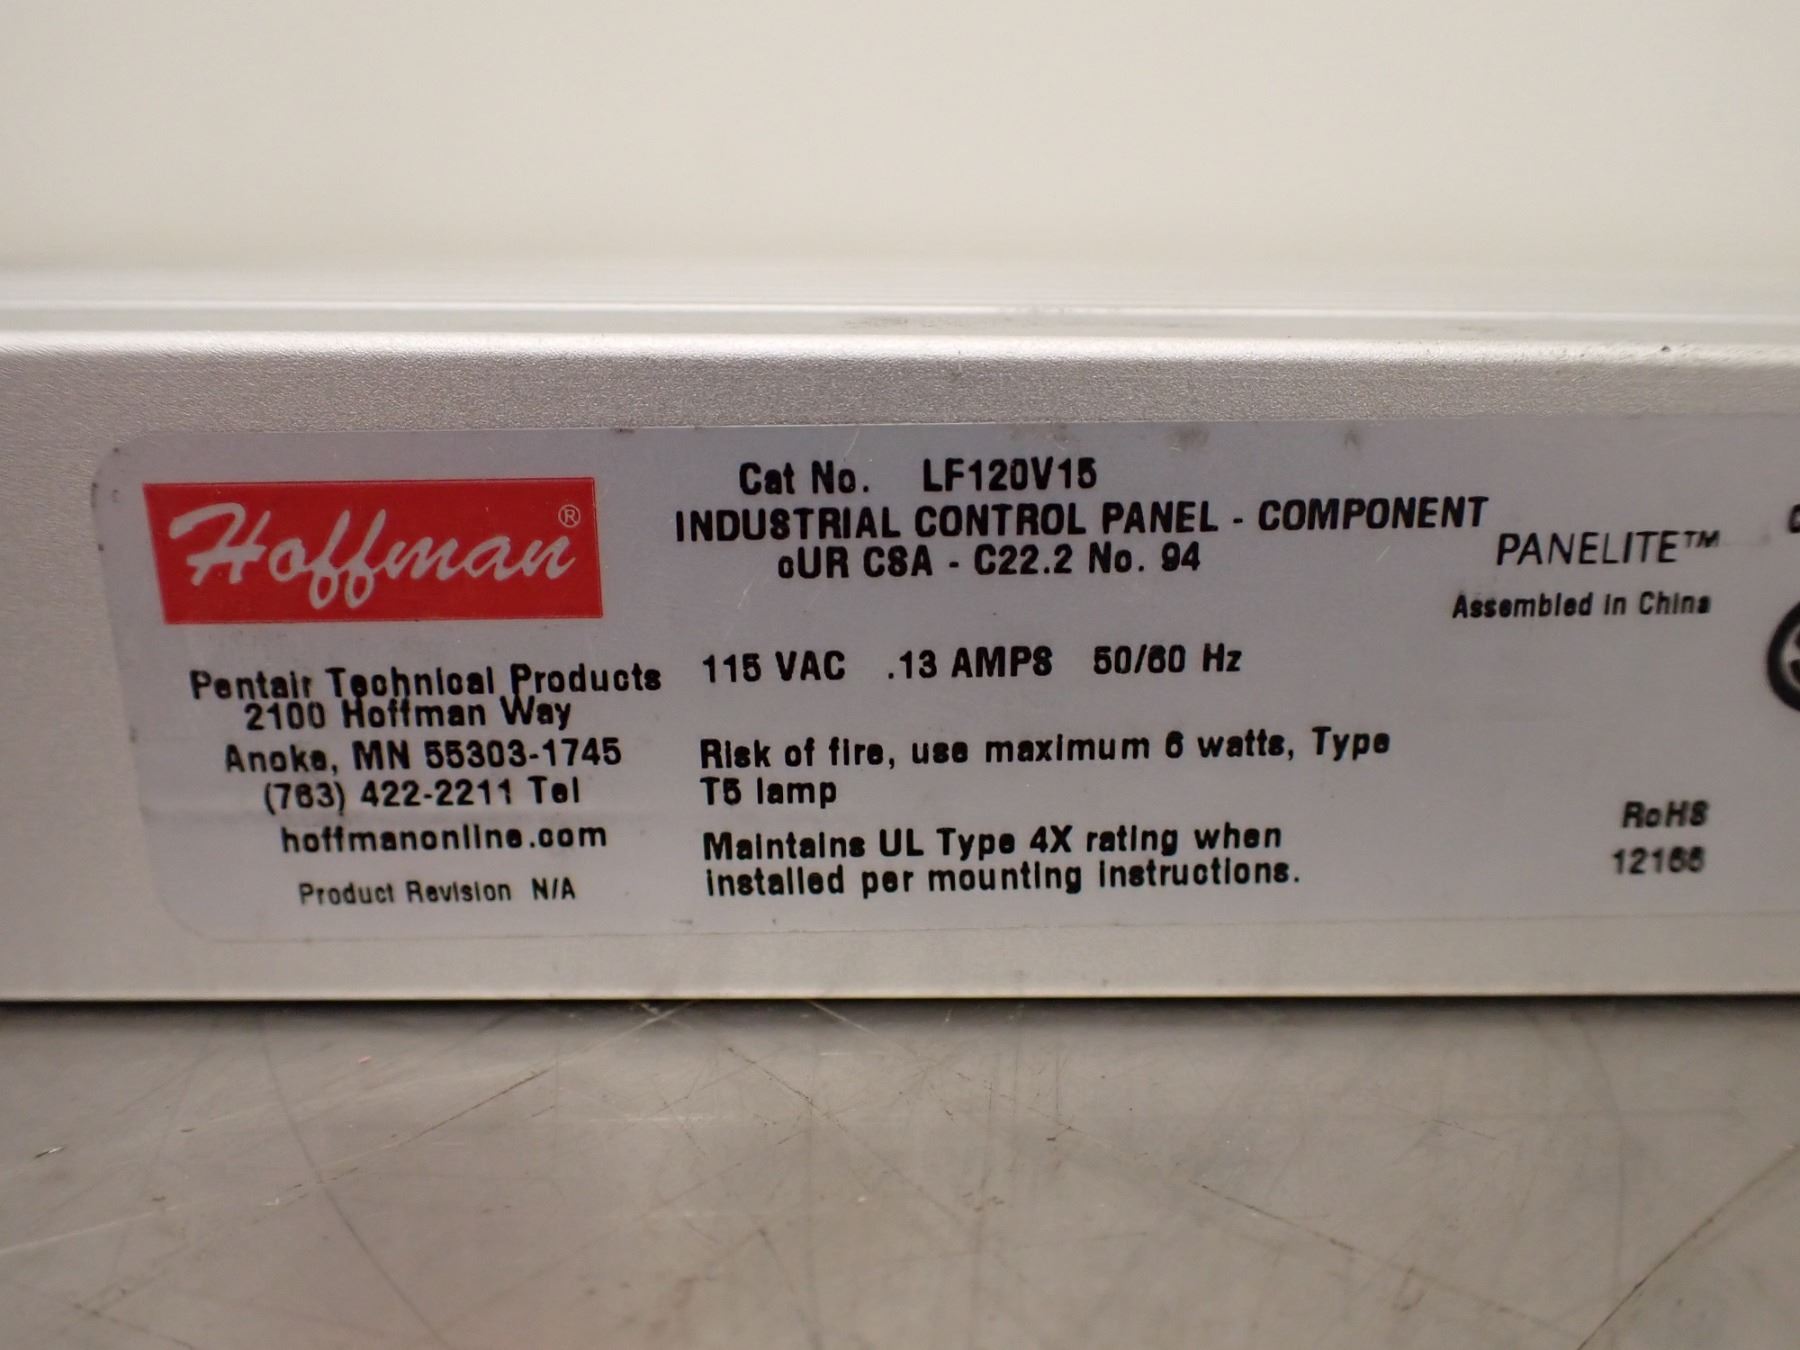 Hoffman®
Pentair Technical Products
2100 Hoffman Way
Anoka, MN 55303-1745
(763) 422-2211 Tel
hoffmanonline.com
Product Revision N/A
Cat No. LF120V15
INDUSTRIAL CONTROL PANEL - COMPONENT
cUR CSA - C22.2 No. 94
115 VAC .13 AMPS 50/60 Hz
Risk of fire, use maximum 6 watts, Type
T5 lamp
Maintains UL Type 4X rating when
installed per mounting instructions.
PANELITE™
Assembled in China
RoHS